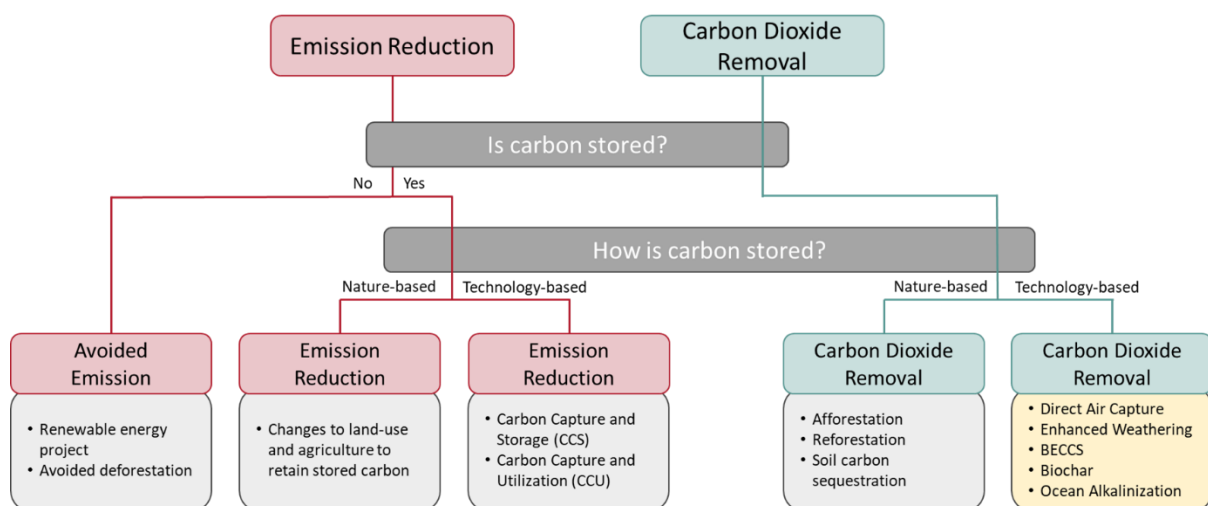 Emission Reduction
Carbon Dioxide
Removal
Is carbon stored?
No
Yes
How is carbon stored?
Nature-based
Technology-based
Nature-based
Technology-based
Avoided
Emission
• Renewable energy
project
• Avoided deforestation
Emission
Reduction
• Changes to land-use
and agriculture to
retain stored carbon
Emission
Reduction
• Carbon Capture and
Storage (CCS)
• Carbon Capture and
Utilization (CCU)
Carbon Dioxide
Removal
• Afforestation
• Reforestation
• Soil carbon
sequestration
Carbon Dioxide
Removal
• Direct Air Capture
• Enhanced Weathering
• BECCS
• Biochar
• Ocean Alkalinization